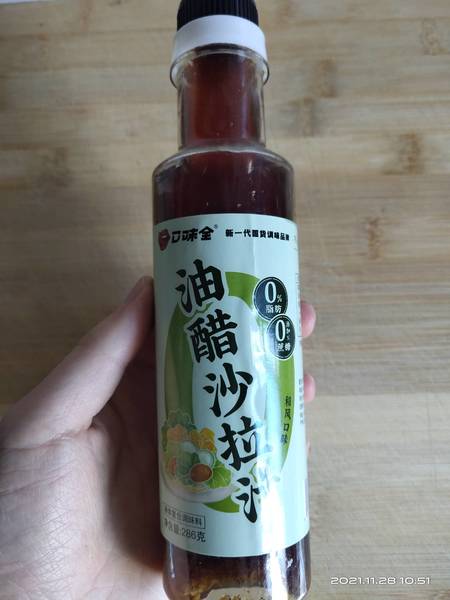 口味全®
新一代国货调味品牌
油醋沙拉汁
0%
脂肪
0
蔗糖
和风口味
净含量:286克
2021.11.28 10:51